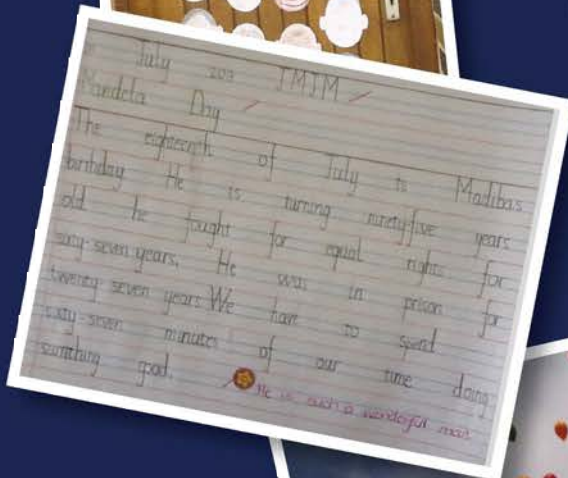 July 2013 JMJM
Mandela Day
The eighteenth of July is Madibas
birthday He is turning ninety-five years
old he fought for equal rights for
sixty-seven years. He was in prison for
twenty seven years We have to spend
sixty-seven minutes of our time doing
something good.
He is such a wonderful man